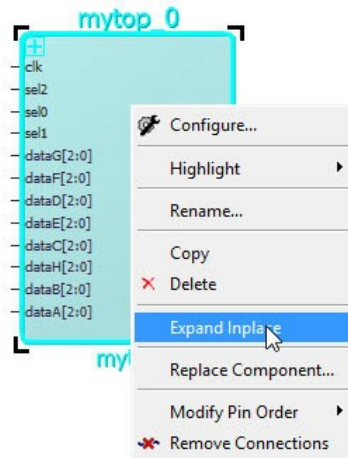 mytop_0
clk
sel2
sel0
sel1
dataG[2:0]
dataF[2:0]
dataD[2:0]
dataE[2:0]
dataC[2:0]
dataH[2:0]
dataB[2:0]
dataA[2:0]
Configure...
Highlight
Rename...
Copy
Delete
Expand Inplace
Replace Component...
Modify Pin Order
Remove Connections